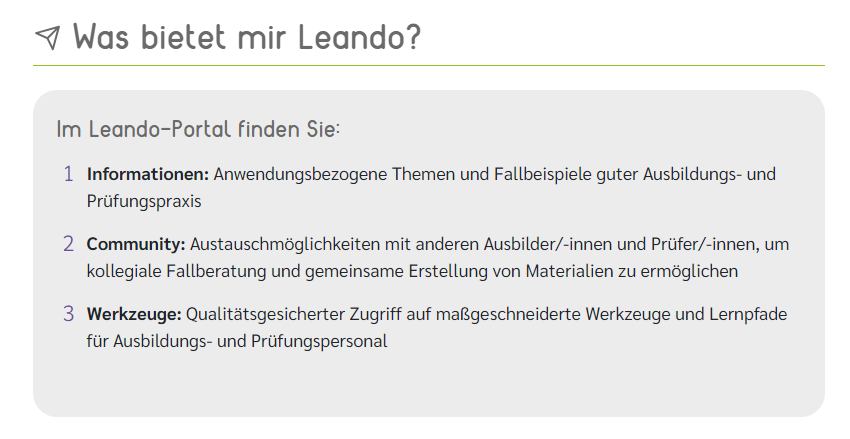 Was bietet mir Leando?
Im Leando-Portal finden Sie:
1 Informationen: Anwendungsbezogene Themen und Fallbeispiele guter Ausbildungs- und
Prüfungspraxis
2 Community: Austauschmöglichkeiten mit anderen Ausbilder/-innen und Prüfer/-innen, um
kollegiale Fallberatung und gemeinsame Erstellung von Materialien zu ermöglichen
3 Werkzeuge: Qualitätsgesicherter Zugriff auf maßgeschneiderte Werkzeuge und Lernpfade
für Ausbildungs- und Prüfungspersonal